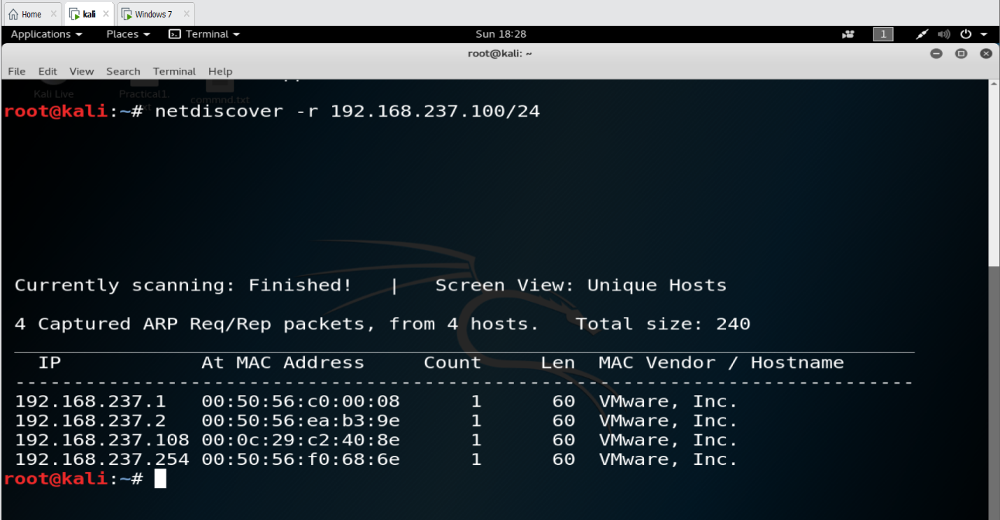 Home × kali × Windows 7 ×
Applications Places Terminal Sun 18:28 1
root@kali: ~
File Edit View Search Terminal Help
Kali Live Practical1. commnd.txt
root@kali:~# netdiscover -r 192.168.237.100/24
Currently scanning: Finished! | Screen View: Unique Hosts
4 Captured ARP Req/Rep packets, from 4 hosts. Total size: 240
IP At MAC Address Count Len MAC Vendor / Hostname
-----------------------------------------------------------------------------
192.168.237.1 00:50:56:c0:00:08 1 60 VMware, Inc.
192.168.237.2 00:50:56:ea:b3:9e 1 60 VMware, Inc.
192.168.237.108 00:0c:29:c2:40:8e 1 60 VMware, Inc.
192.168.237.254 00:50:56:f0:68:6e 1 60 VMware, Inc.
root@kali:~#